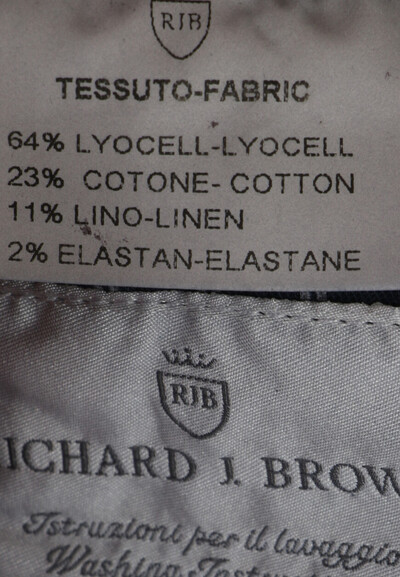 RJB
TESSUTO-FABRIC
64% LYOCELL-LYOCELL
23% COTONE- COTTON
11% LINO-LINEN
2% ELASTAN-ELASTANE
RJB
ICHARD J. BROW
Istruzioni per il lavaggio
Washing